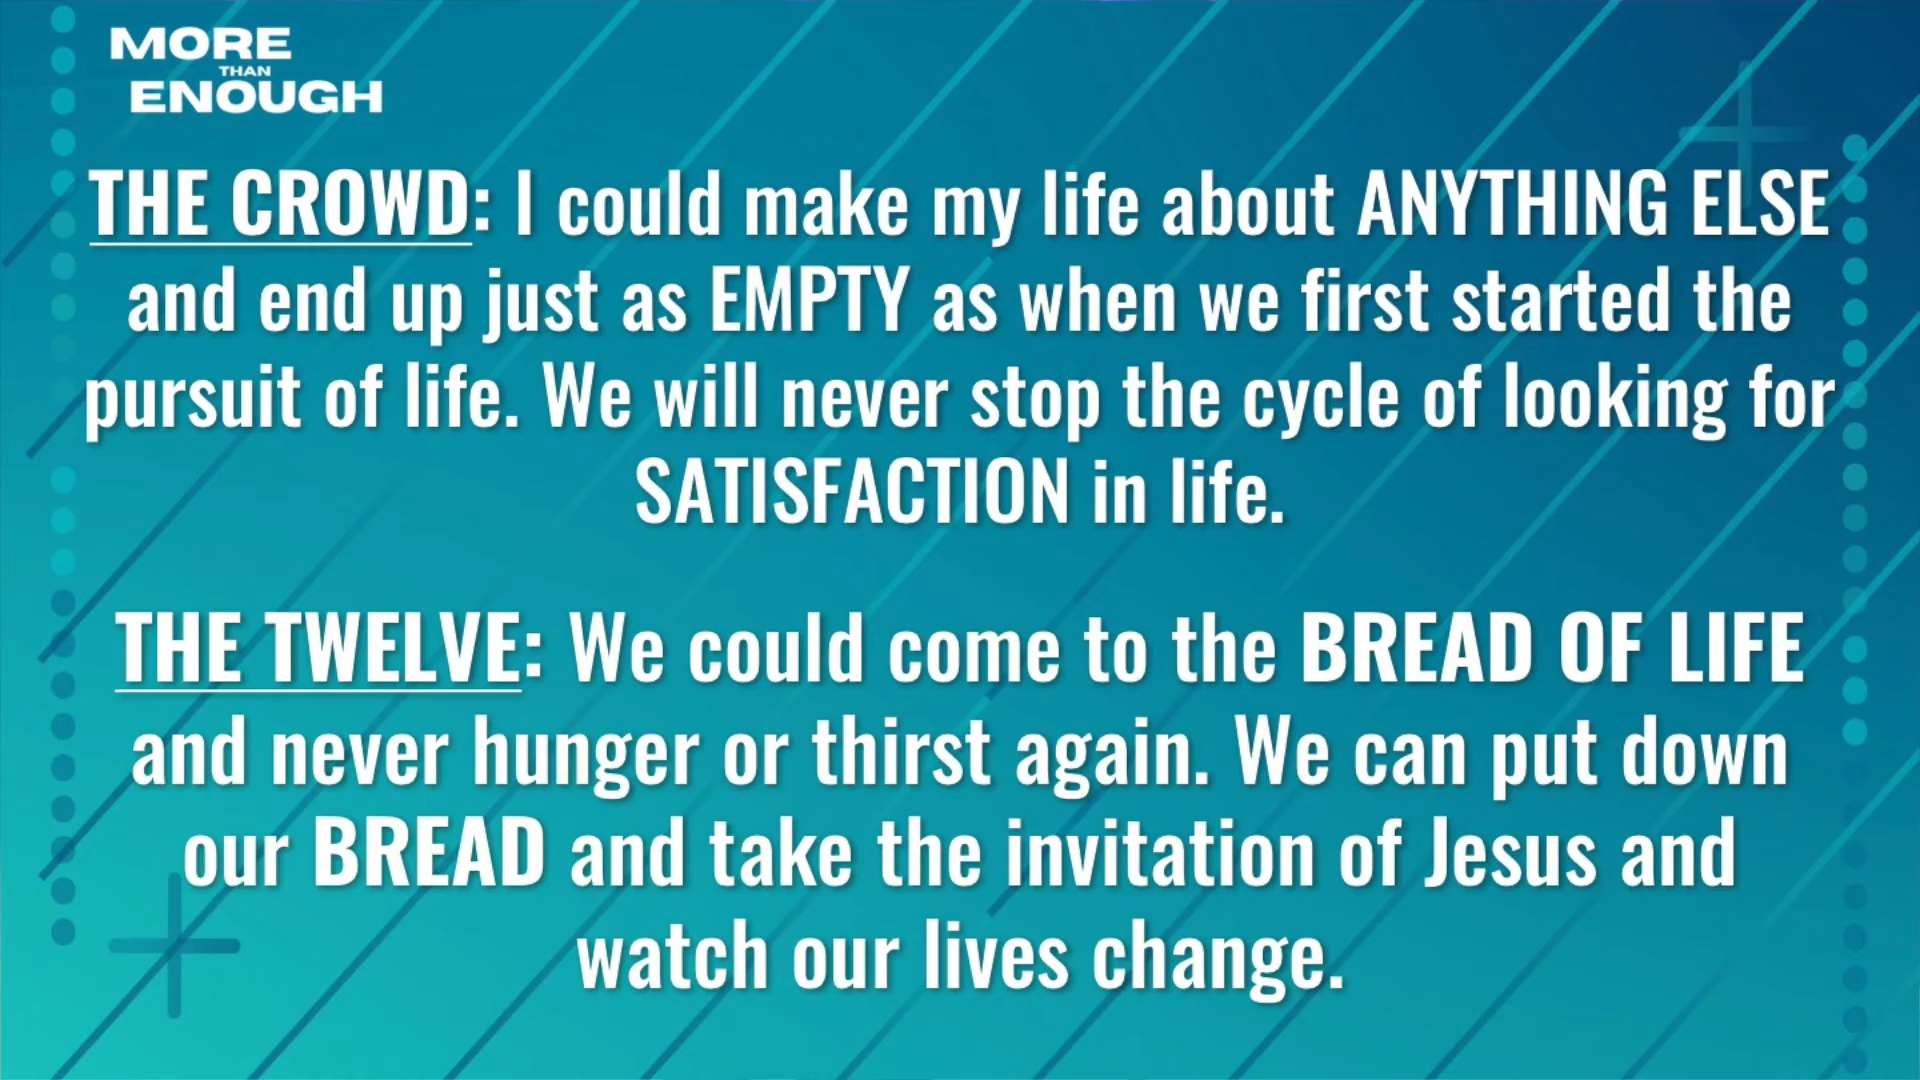 MORE
THAN
ENOUGH
THE CROWD: I could make my life about ANYTHING ELSE
and end up just as EMPTY as when we first started the
pursuit of life. We will never stop the cycle of looking for
SATISFACTION in life.
THE TWELVE: We could come to the BREAD OF LIFE
and never hunger or thirst again. We can put down
our BREAD and take the invitation of Jesus and
watch our lives change.